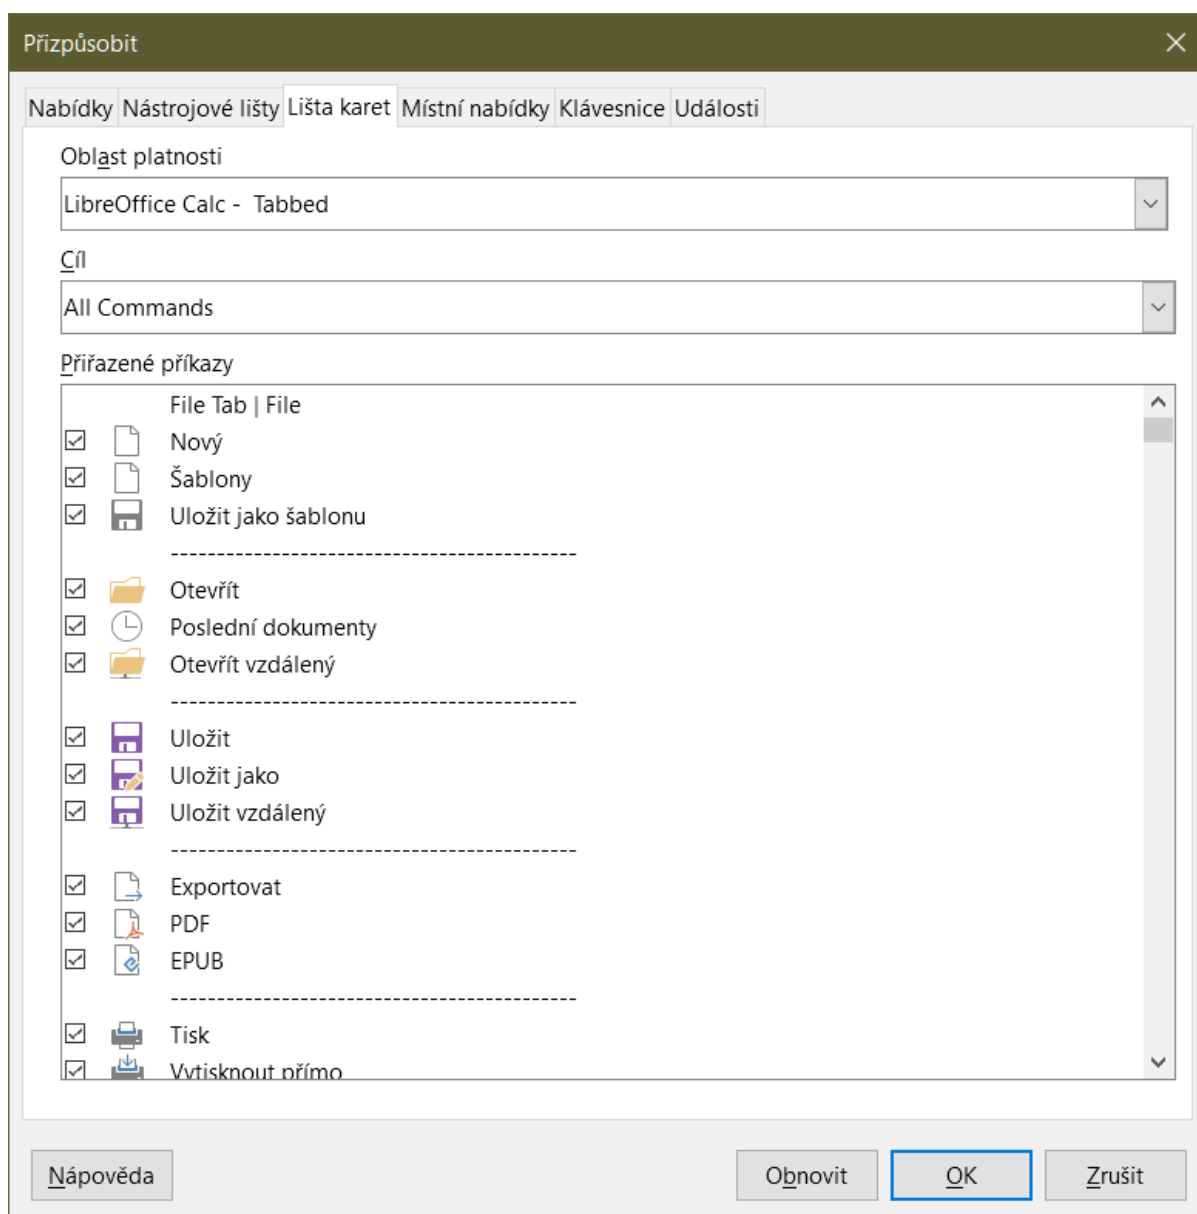 Přizpůsobit
Nabídky Nástrojové lišty Lišta karet Místní nabídky Klávesnice Události
Oblast platnosti
LibreOffice Calc -  Tabbed
Cíl
All Commands
Přiřazené příkazy
File Tab | File
Nový
Šablony
Uložit jako šablonu
--------------------------------------------
Otevřít
Poslední dokumenty
Otevřít vzdálený
--------------------------------------------
Uložit
Uložit jako
Uložit vzdálený
--------------------------------------------
Exportovat
PDF
EPUB
--------------------------------------------
Tisk
Vytisknout přímo
Nápověda Obnovit OK Zrušit